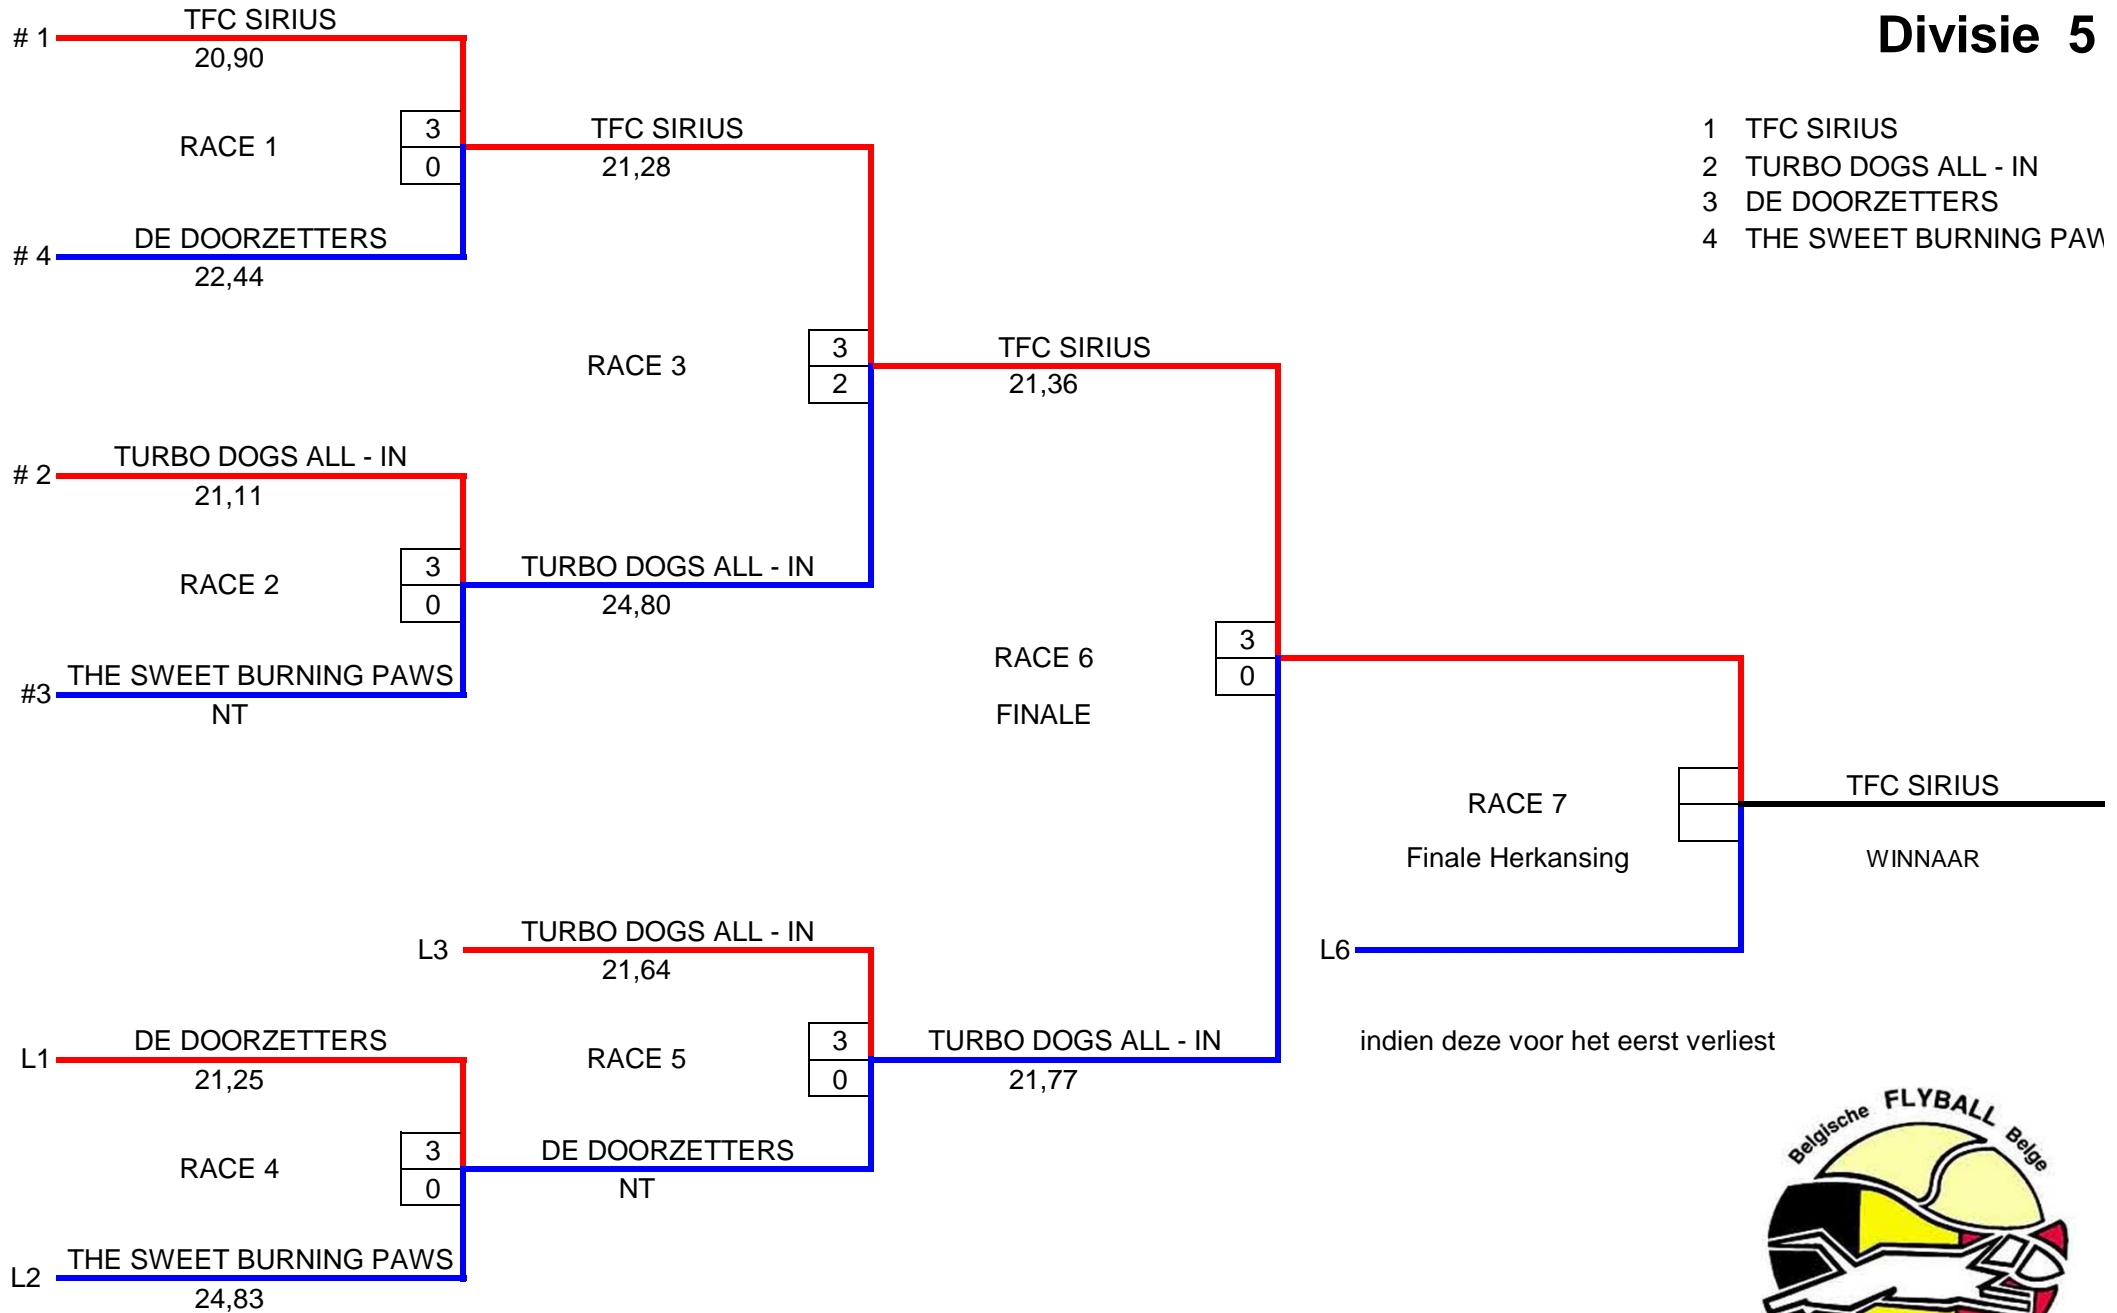 Divisie 5
1 TFC SIRIUS
2 TURBO DOGS ALL - IN
3 DE DOORZETTERS
4 THE SWEET BURNING PAW
# 1
TFC SIRIUS
20,90
RACE 1
3
0
# 4
DE DOORZETTERS
22,44
TFC SIRIUS
21,28
RACE 3
3
2
# 2
TURBO DOGS ALL - IN
21,11
RACE 2
3
0
#3
THE SWEET BURNING PAWS
NT
TURBO DOGS ALL - IN
24,80
TFC SIRIUS
21,36
RACE 6
FINALE
3
0
RACE 7
Finale Herkansing
TFC SIRIUS
WINNAAR
L6
indien deze voor het eerst verliest
L3
TURBO DOGS ALL - IN
21,64
RACE 5
3
0
TURBO DOGS ALL - IN
21,77
L1
DE DOORZETTERS
21,25
RACE 4
3
0
DE DOORZETTERS
NT
L2
THE SWEET BURNING PAWS
24,83
Belgische FLYBALL Belge